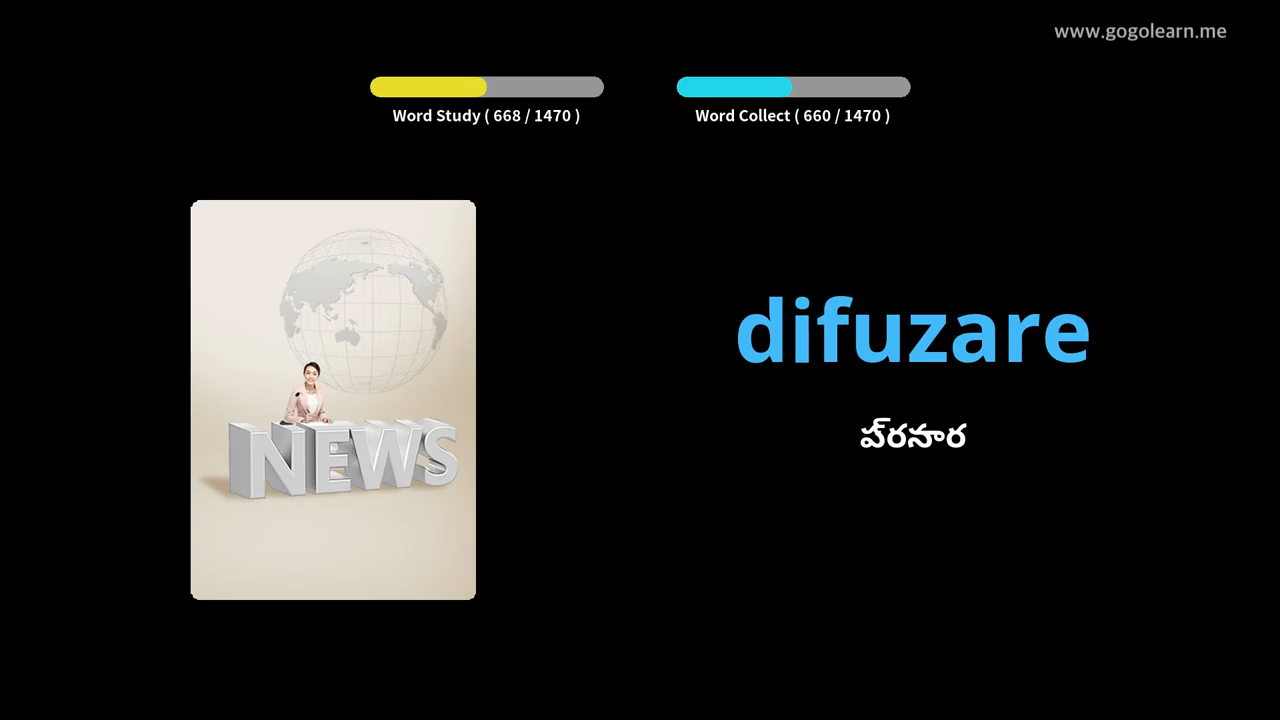 www.gogolearn.me
Word Study ( 668 / 1470 )
Word Collect ( 660 / 1470 )
NEWS
difuzare
ప్రసార